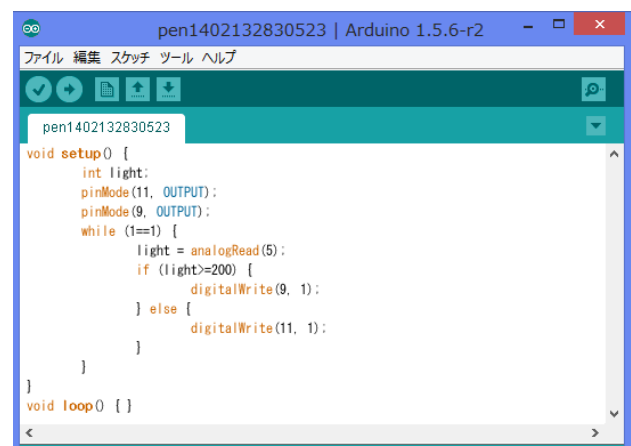 pen1402132830523 | Arduino 1.5.6-r2
ファイル 編集 スケッチ ツール ヘルプ
pen1402132830523
void setup() {
        int light;
        pinMode(11, OUTPUT);
        pinMode(9, OUTPUT);
        while (1==1) {
                light = analogRead(5);
                if (light>=200) {
                        digitalWrite(9, 1);
                } else {
                        digitalWrite(11, 1);
                }
        }
}
void loop() { }